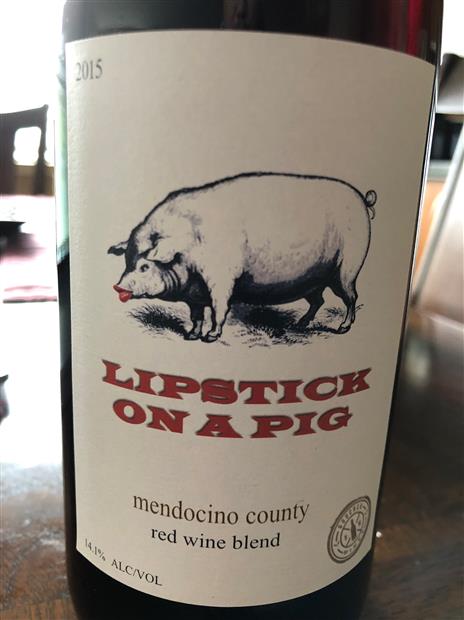 2015
LIPSTICK
ON A PIG
mendocino county
red wine blend
14.1% ALC/VOL